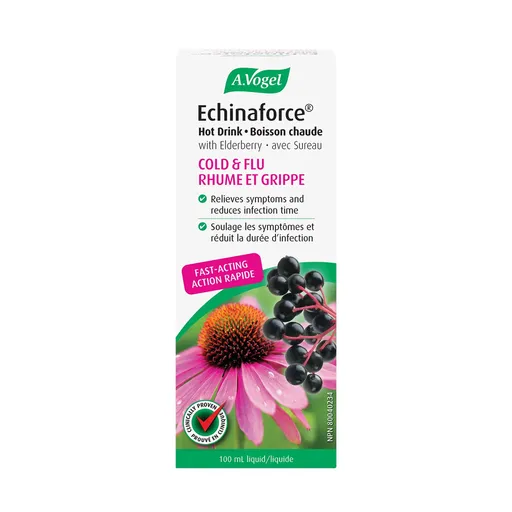 A.Vogel
Echinaforce®
Hot Drink • Boisson chaude
with Elderberry • avec Sureau
COLD & FLU
RHUME ET GRIPPE
Relieves symptoms and
reduces infection time
Soulage les symptômes et
réduit la durée d'infection
FAST-ACTING
ACTION RAPIDE
CLINICALLY PROVEN
PROUVÉ EN CLINIQUE
NPN 80040234
100 mL liquid/liquide